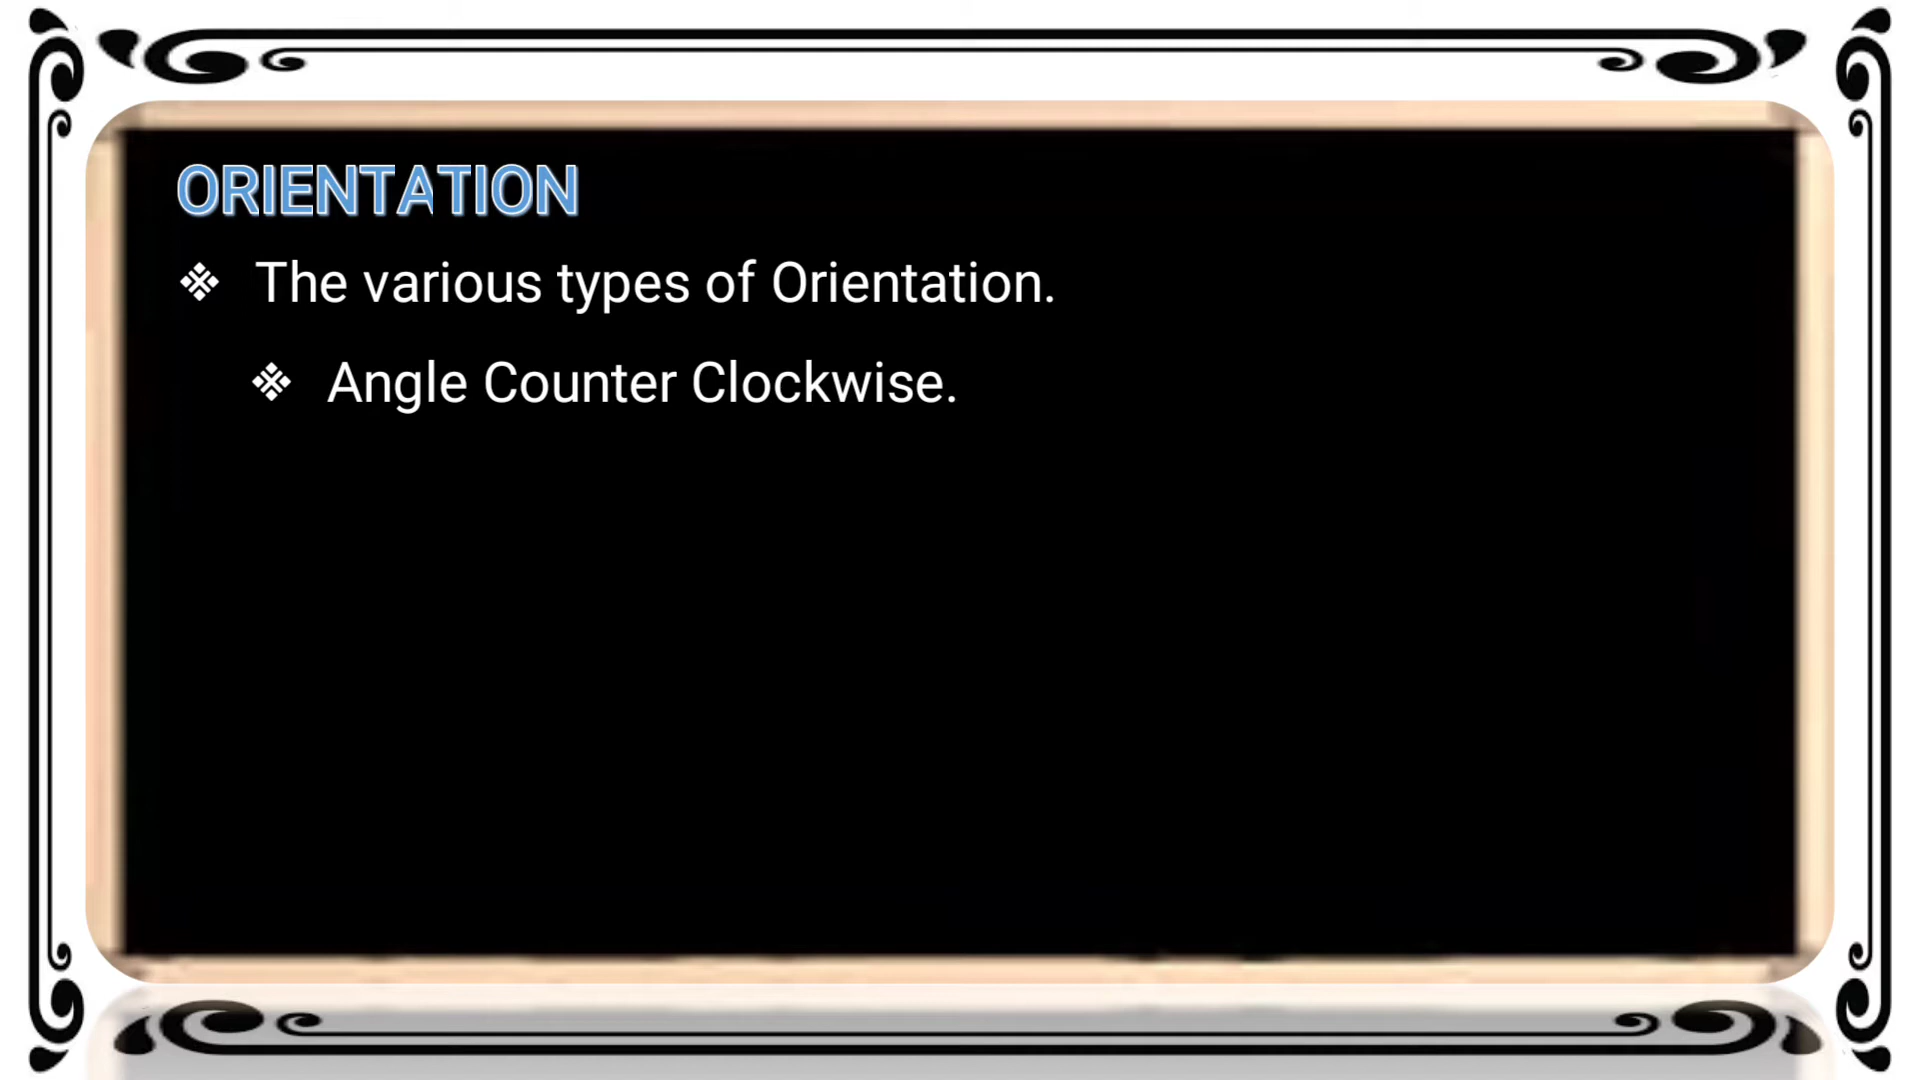 ORIENTATION
❖ The various types of Orientation.
❖ Angle Counter Clockwise.